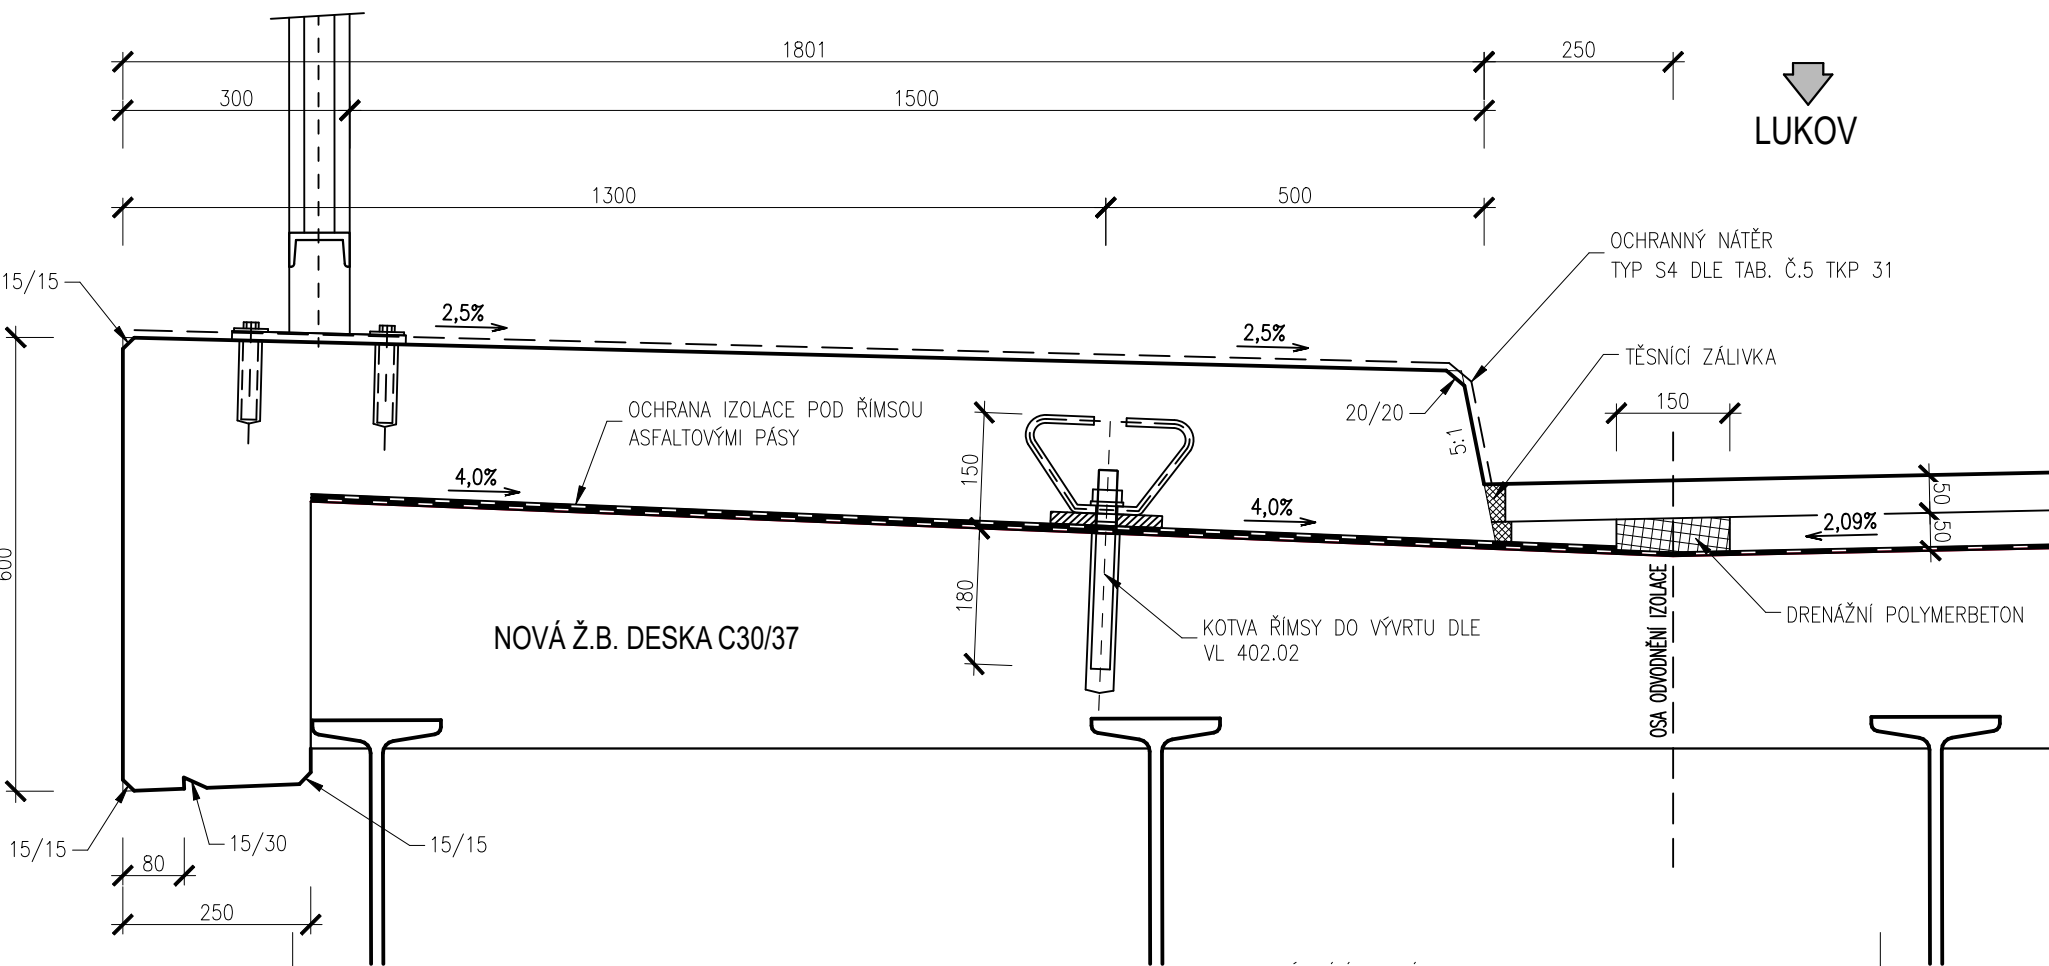 1801
250
300
1500
LUKOV
1300
500
OCHRANNÝ NÁTĚR
TYP S4 DLE TAB. Č.5 TKP 31
15/15
2,5%
2,5%
TĚSNÍCÍ ZÁLIVKA
150
OCHRANA IZOLACE POD ŘÍMSOU
ASFALTOVÝMI PÁSY
20/20
5:1
150
4,0%
4,0%
50
2,09%
50
600
180
OSA ODVODNĚNÍ IZOLACE
DRENÁŽNÍ POLYMERBETON
NOVÁ Ž.B. DESKA C30/37
KOTVA ŘÍMSY DO VÝVRTU DLE
VL 402.02
15/15
15/30
15/15
80
250